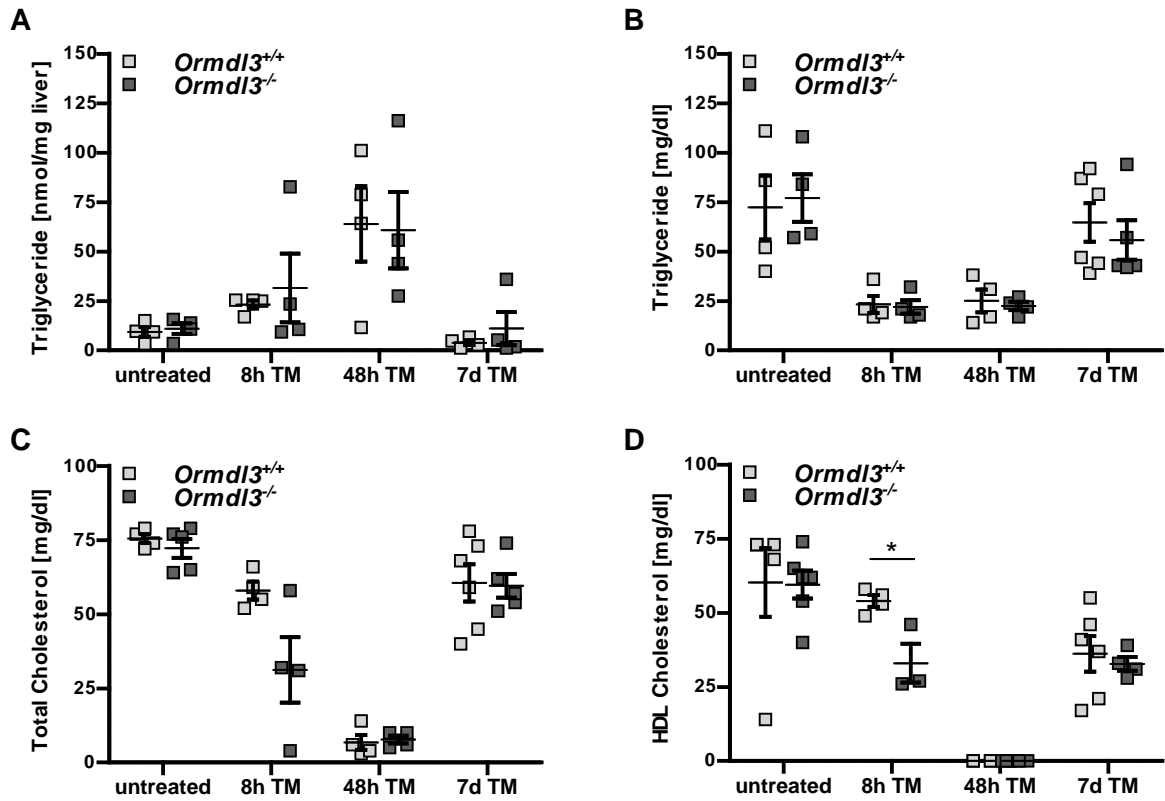 A
Ormdl3+/+
Ormdl3-/-
Triglyceride [nmol/mg liver]
150
125
100
75
50
25
0
untreated 8h TM 48h TM 7d TM
B
Ormdl3+/+
Ormdl3-/-
Triglyceride [mg/dl]
150
125
100
75
50
25
0
untreated 8h TM 48h TM 7d TM
C
Ormdl3+/+
Ormdl3-/-
Total Cholesterol [mg/dl]
100
75
50
25
0
untreated 8h TM 48h TM 7d TM
D
Ormdl3+/+
Ormdl3-/-
*
HDL Cholesterol [mg/dl]
100
75
50
25
0
untreated 8h TM 48h TM 7d TM